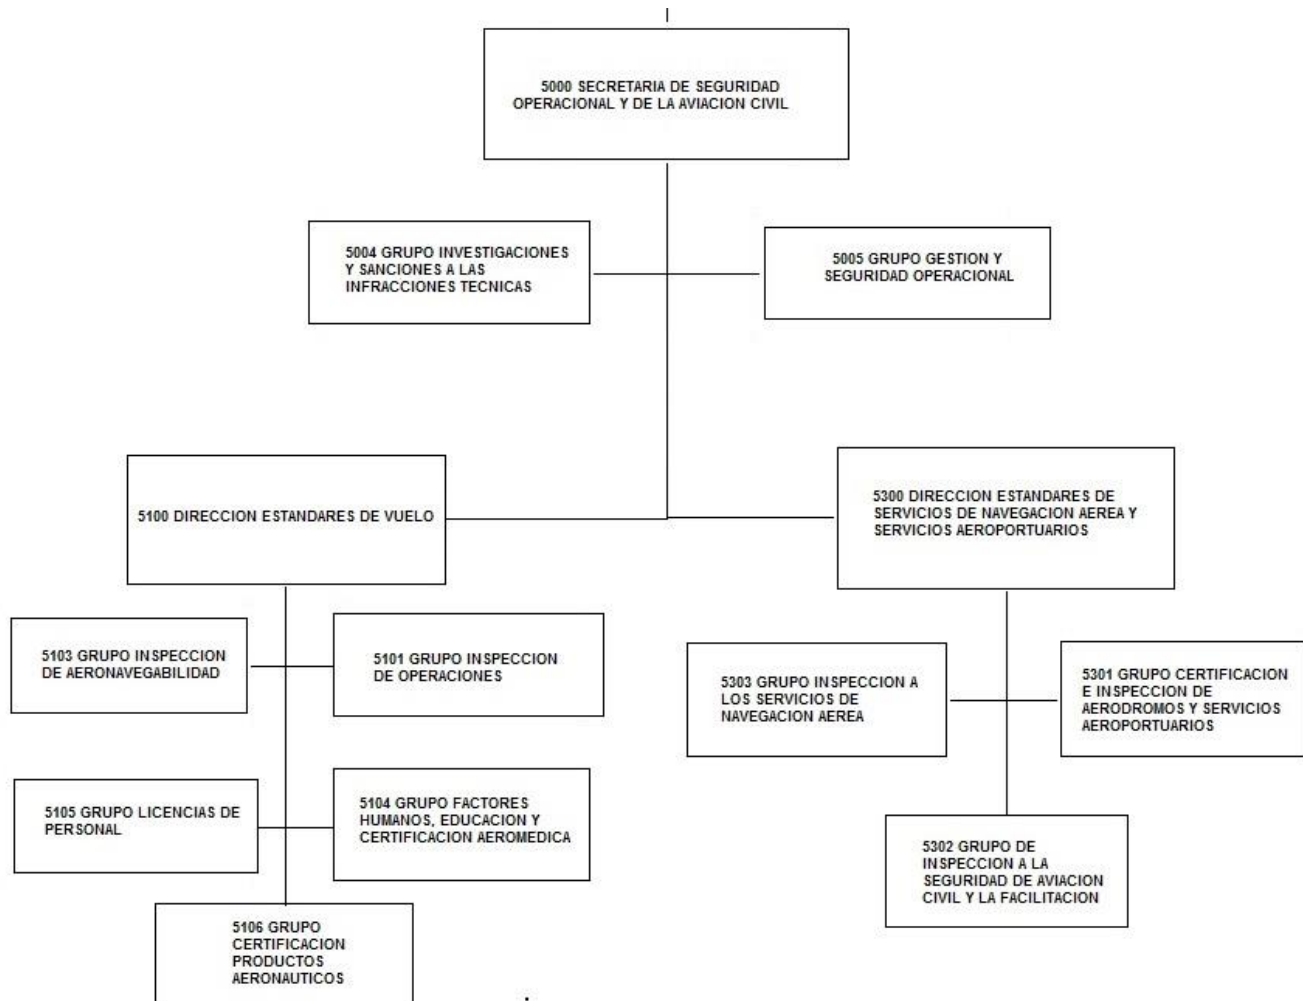 5000 SECRETARIA DE SEGURIDAD
OPERACIONAL Y DE LA AVIACION CIVIL
5004 GRUPO INVESTIGACIONES
Y SANCIONES A LAS
INFRACCIONES TECNICAS
5005 GRUPO GESTION Y
SEGURIDAD OPERACIONAL
5100 DIRECCION ESTANDARES DE VUELO
5300 DIRECCION ESTANDARES DE
SERVICIOS DE NAVEGACION AEREA Y
SERVICIOS AEROPORTUARIOS
5103 GRUPO INSPECCION
DE AERONAVEGABILIDAD
5101 GRUPO INSPECCION
DE OPERACIONES
5303 GRUPO INSPECCION A
LOS SERVICIOS DE
NAVEGACION AEREA
5301 GRUPO CERTIFICACION
E INSPECCION DE
AERODROMOS Y SERVICIOS
AEROPORTUARIOS
5105 GRUPO LICENCIAS DE
PERSONAL
5104 GRUPO FACTORES
HUMANOS, EDUCACION Y
CERTIFICACION AEROMEDICA
5302 GRUPO DE
INSPECCION A LA
SEGURIDAD DE AVIACION
CIVIL Y LA FACILITACION
5106 GRUPO
CERTIFICACION
PRODUCTOS
AERONAUTICOS